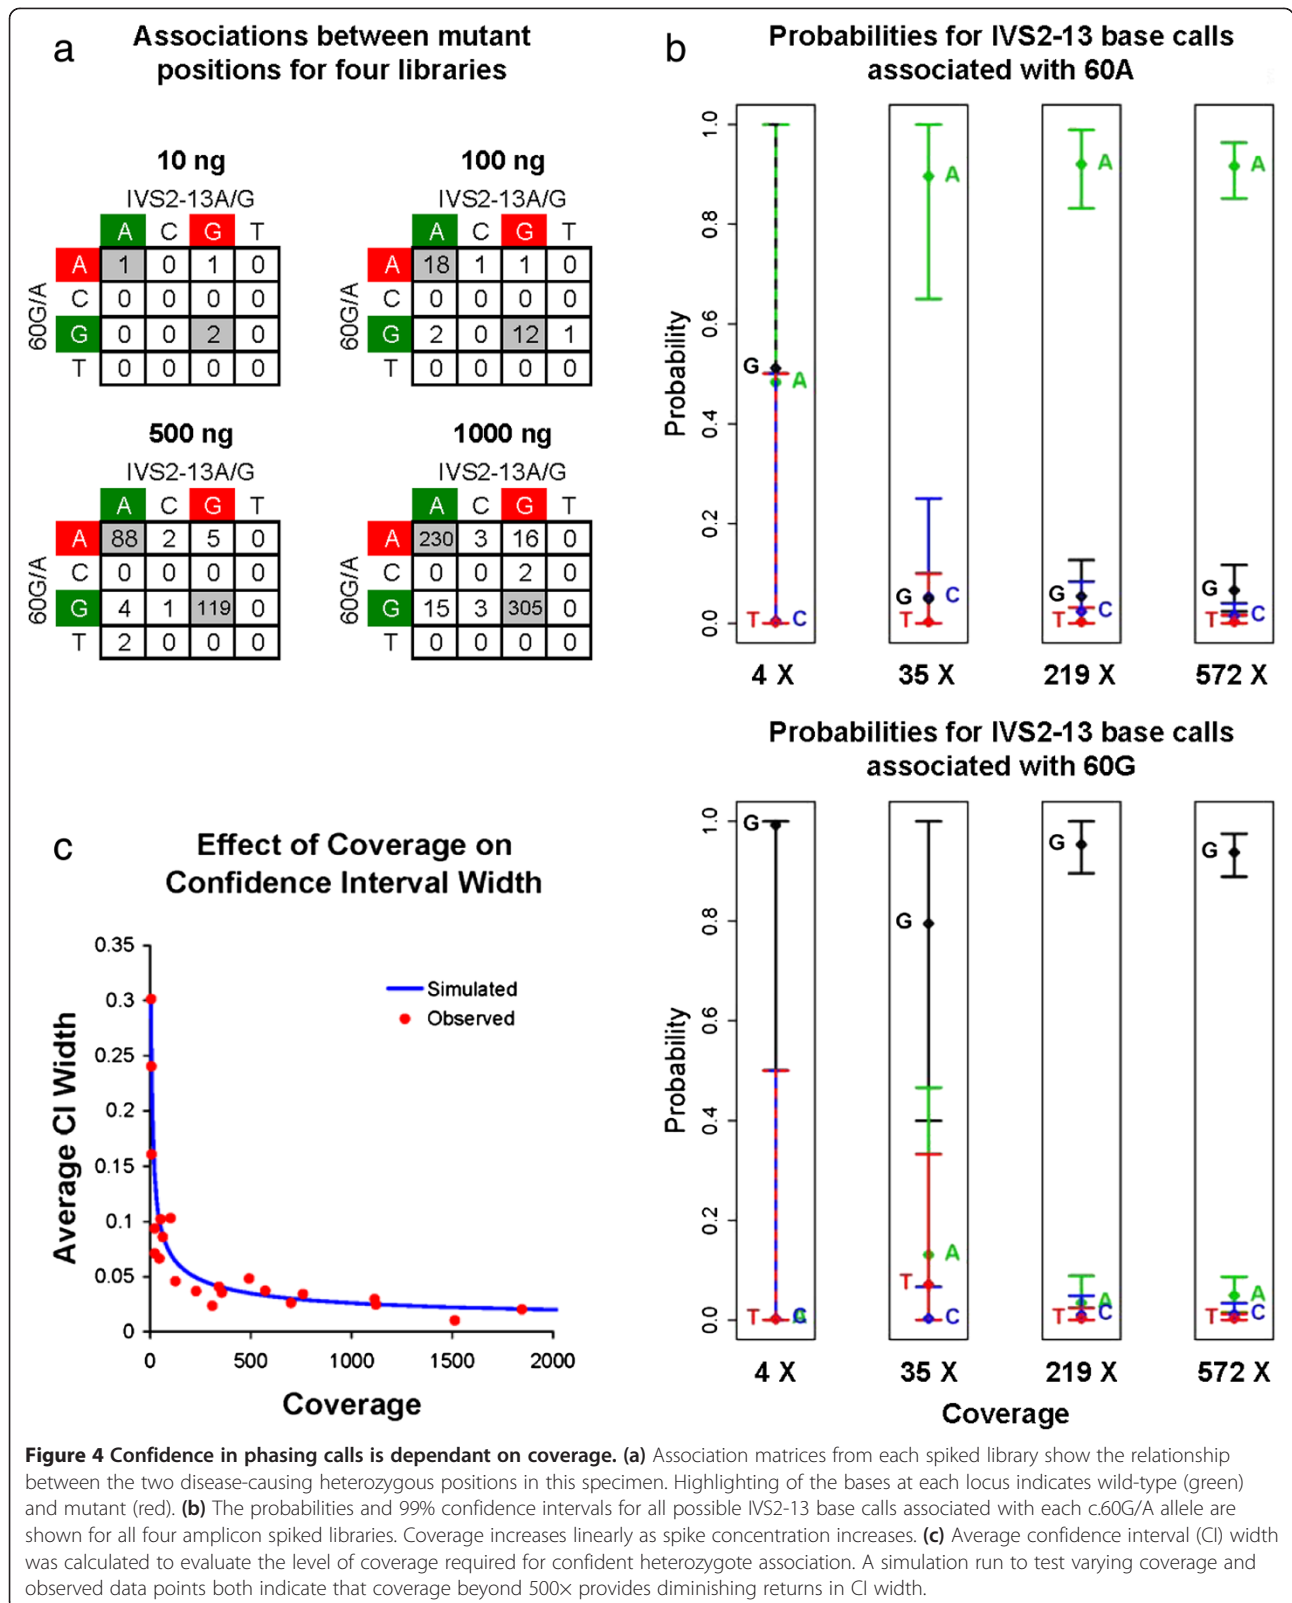 a
Associations between mutant
positions for four libraries
10 ng
IVS2-13A/G
A C G T
60G/A
A 1 0 1 0
C 0 0 0 0
G 0 0 2 0
T 0 0 0 0
100 ng
IVS2-13A/G
A C G T
60G/A
A 18 1 1 0
C 0 0 0 0
G 2 0 12 1
T 0 0 0 0
500 ng
IVS2-13A/G
A C G T
60G/A
A 88 2 5 0
C 0 0 0 0
G 4 1 119 0
T 2 0 0 0
1000 ng
IVS2-13A/G
A C G T
60G/A
A 230 3 16 0
C 0 0 2 0
G 15 3 305 0
T 0 0 0 0
b
Probabilities for IVS2-13 base calls
associated with 60A
Probability
1.0
0.8
0.6
0.4
0.2
0.0
G A
T C
A
G C
T
A
G C
T
A
G C
T
4 X 35 X 219 X 572 X
Probabilities for IVS2-13 base calls
associated with 60G
Probability
1.0
0.8
0.6
0.4
0.2
0.0
G
T C A
G
A
T
C
G
A
T C
G
A
T C
4 X 35 X 219 X 572 X
Coverage
c
Effect of Coverage on
Confidence Interval Width
Average CI Width
0.35
0.3
0.25
0.2
0.15
0.1
0.05
0
Simulated
Observed
0 500 1000 1500 2000
Coverage
Figure 4 Confidence in phasing calls is dependant on coverage. (a) Association matrices from each spiked library show the relationship
between the two disease-causing heterozygous positions in this specimen. Highlighting of the bases at each locus indicates wild-type (green)
and mutant (red). (b) The probabilities and 99% confidence intervals for all possible IVS2-13 base calls associated with each c.60G/A allele are
shown for all four amplicon spiked libraries. Coverage increases linearly as spike concentration increases. (c) Average confidence interval (CI) width
was calculated to evaluate the level of coverage required for confident heterozygote association. A simulation run to test varying coverage and
observed data points both indicate that coverage beyond 500× provides diminishing returns in CI width.